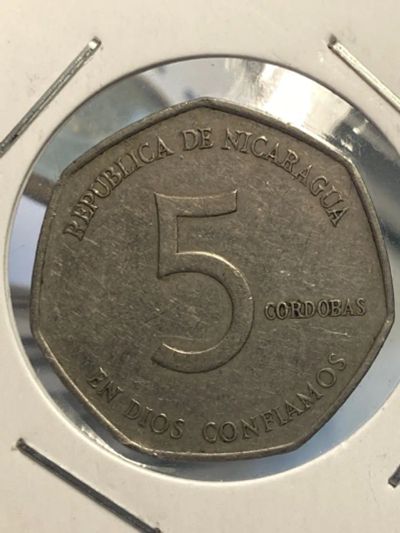 REPUBLICA DE NICARAGUA
5
CORDOBAS
EN DIOS CONFIAMOS